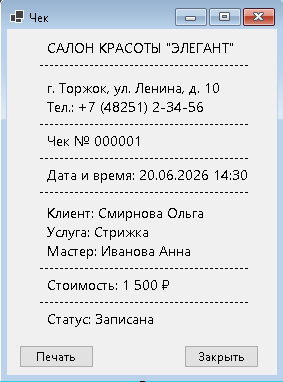 Чек
САЛОН КРАСОТЫ "ЭЛЕГАНТ"
--------------------------------
г. Торжок, ул. Ленина, д. 10
Тел.: +7 (48251) 2-34-56
--------------------------------
Чек № 000001
--------------------------------
Дата и время: 20.06.2026 14:30
--------------------------------
Клиент: Смирнова Ольга
Услуга: Стрижка
Мастер: Иванова Анна
--------------------------------
Стоимость: 1 500 ₽
--------------------------------
Статус: Записана
Печать
Закрыть